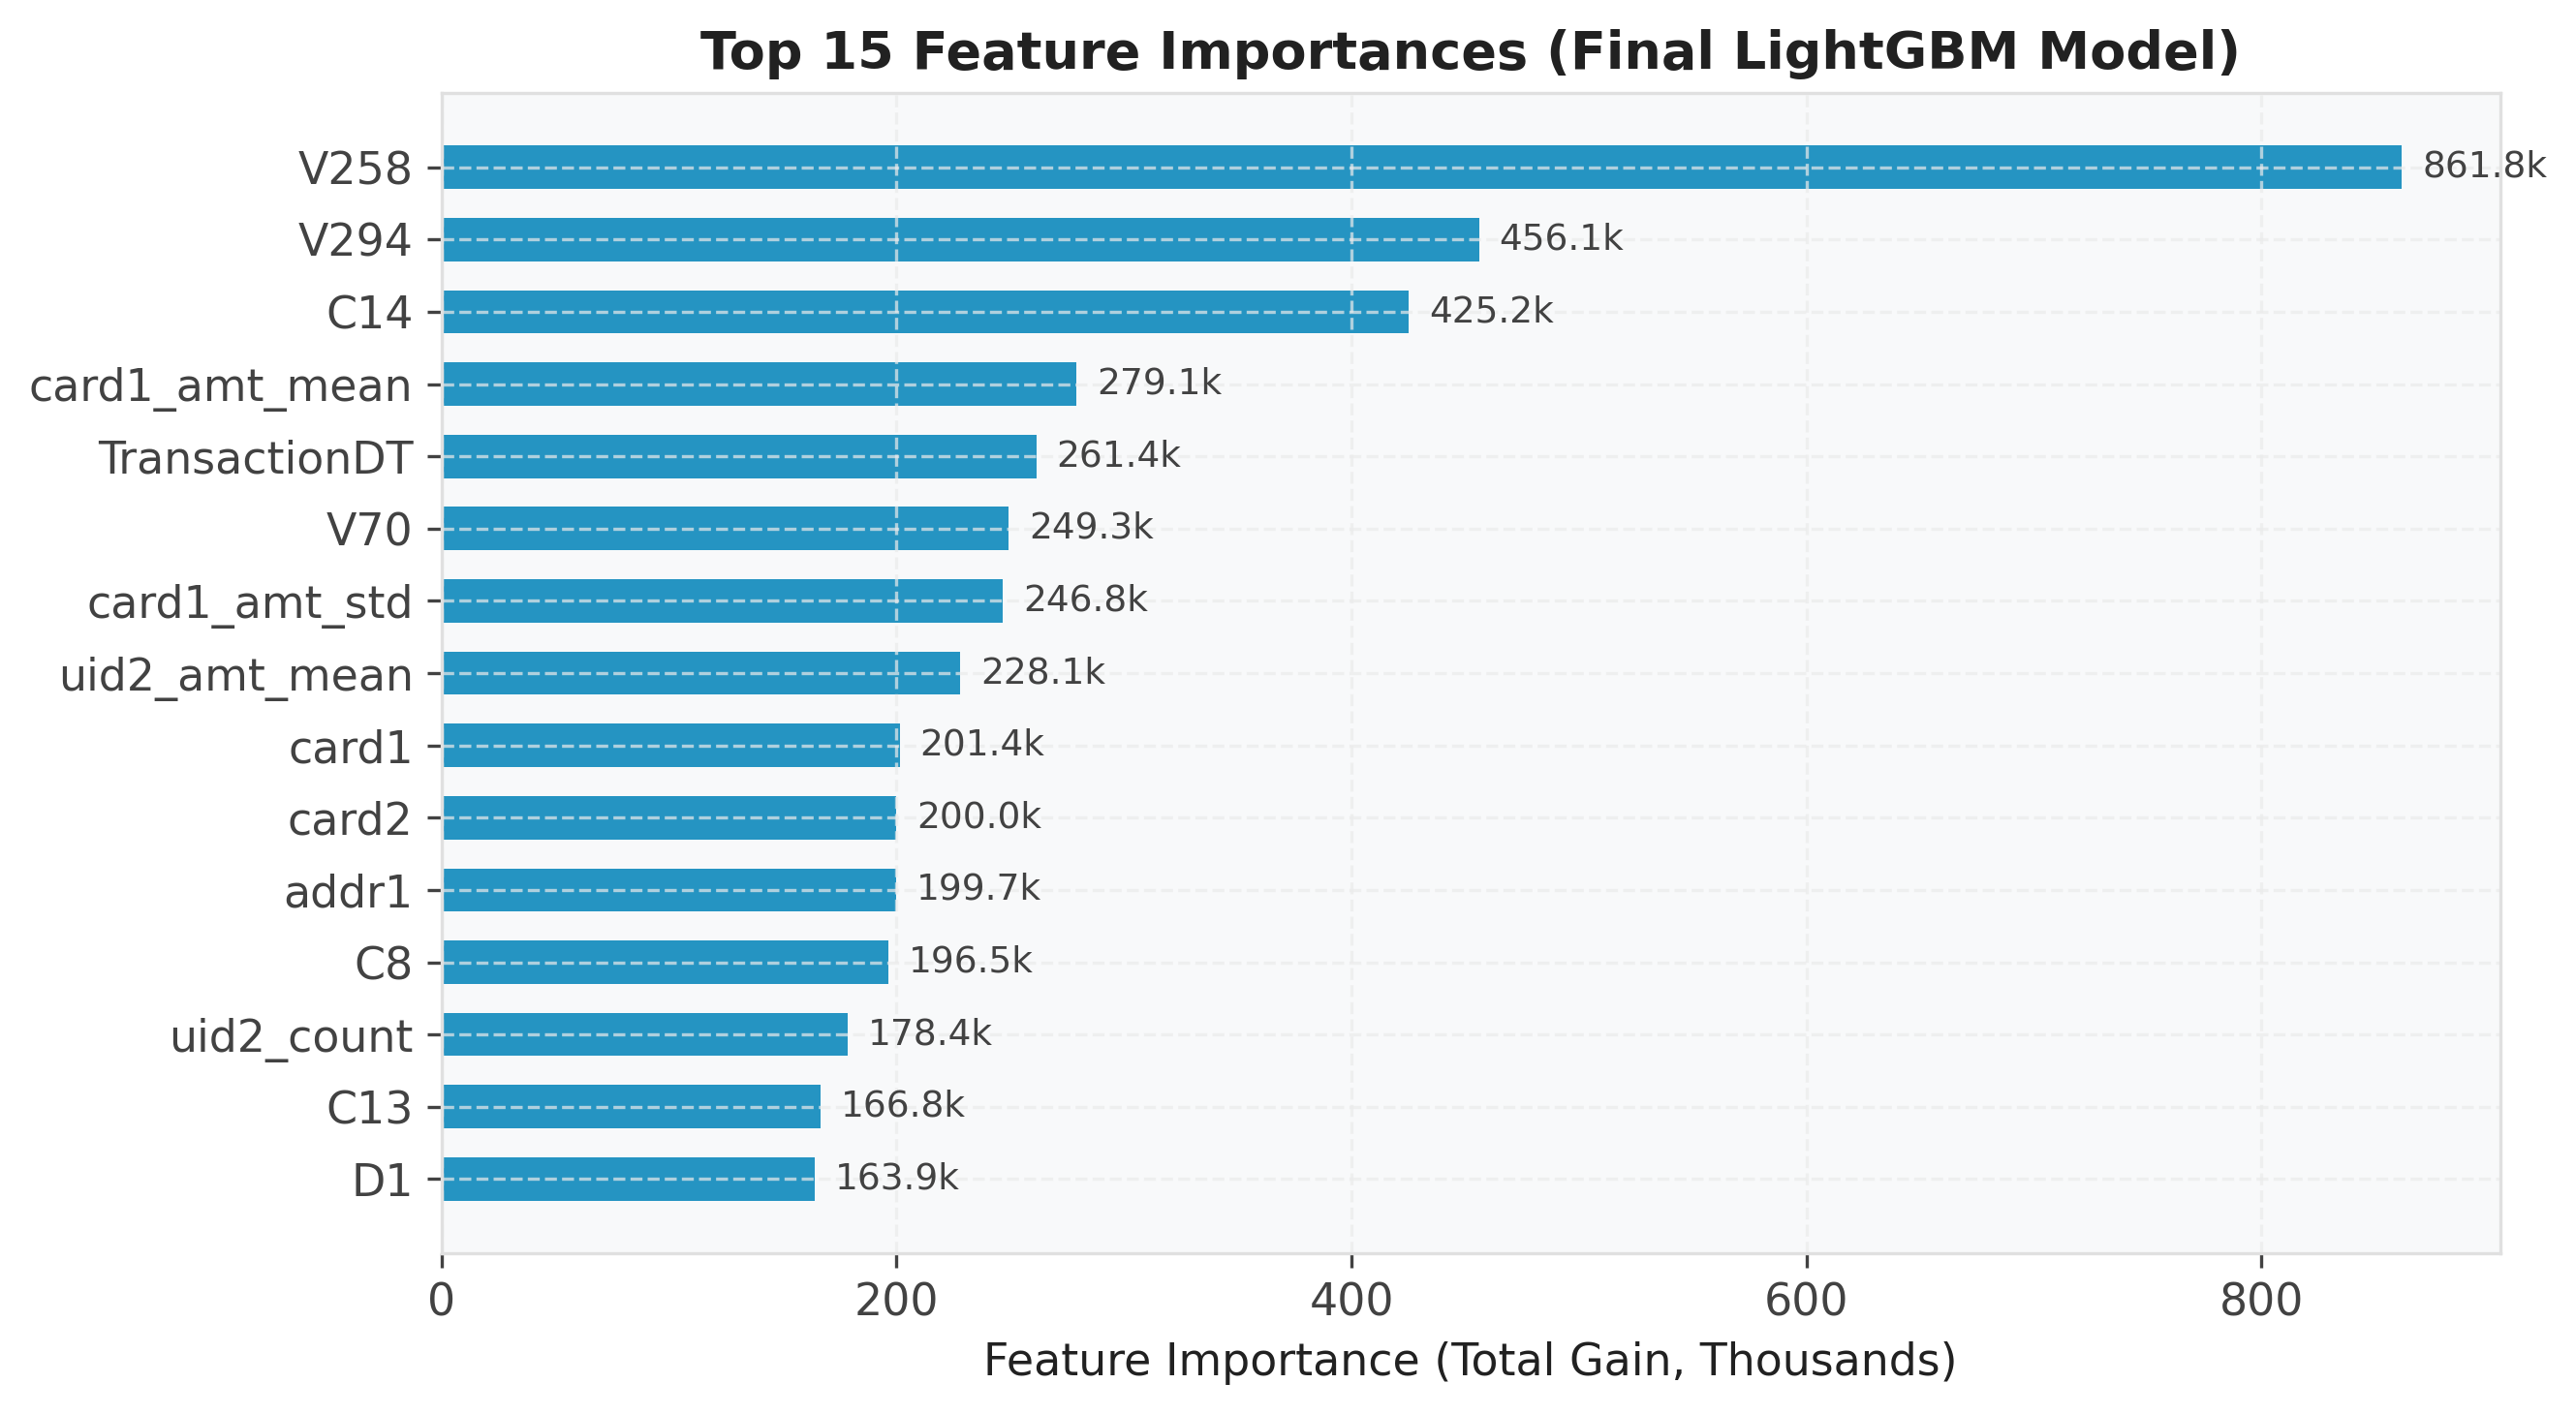 Top 15 Feature Importances (Final LightGBM Model)
V258 861.8k
V294 456.1k
C14 425.2k
card1_amt_mean 279.1k
TransactionDT 261.4k
V70 249.3k
card1_amt_std 246.8k
uid2_amt_mean 228.1k
card1 201.4k
card2 200.0k
addr1 199.7k
C8 196.5k
uid2_count 178.4k
C13 166.8k
D1 163.9k
0 200 400 600 800
Feature Importance (Total Gain, Thousands)